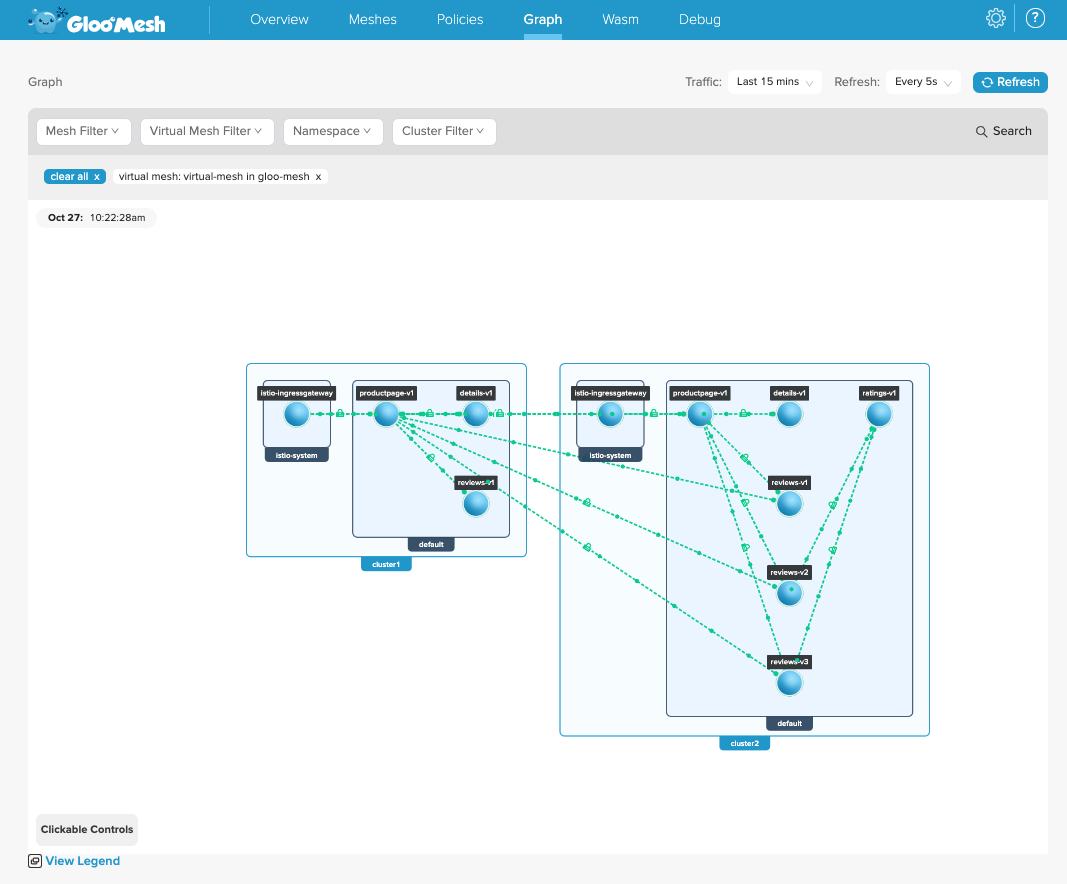 Gloo Mesh
Overview Meshes Policies Graph Wasm Debug ?
Graph
Traffic: Last 15 mins Refresh: Every 5s Refresh
Mesh Filter Virtual Mesh Filter Namespace Cluster Filter Search
clear all x virtual mesh: virtual-mesh in gloo-mesh x
Oct 27: 10:22:28am
istio-ingressgateway productpage-v1 details-v1 istio-ingressgateway productpage-v1 details-v1 ratings-v1
istio-system istio-system
reviews-v1 reviews-v1
default
cluster1
reviews-v2
reviews-v3
default
cluster2
Clickable Controls
View Legend